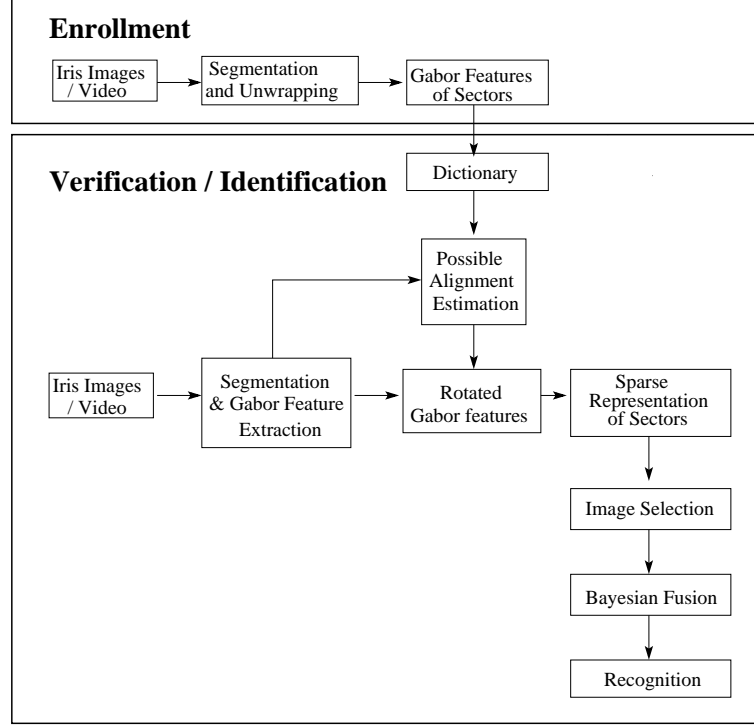 Enrollment
Iris Images
/ Video
Segmentation
and Unwrapping
Gabor Features
of Sectors
Verification / Identification
Dictionary
Possible
Alignment
Estimation
Iris Images
/ Video
Segmentation
& Gabor Feature
Extraction
Rotated
Gabor features
Sparse
Representation
of Sectors
Image Selection
Bayesian Fusion
Recognition